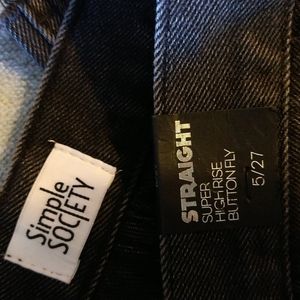 Simple
SOCIETY
STRAIGHT
SUPER
HIGH RISE
BUTTON FLY
5/27